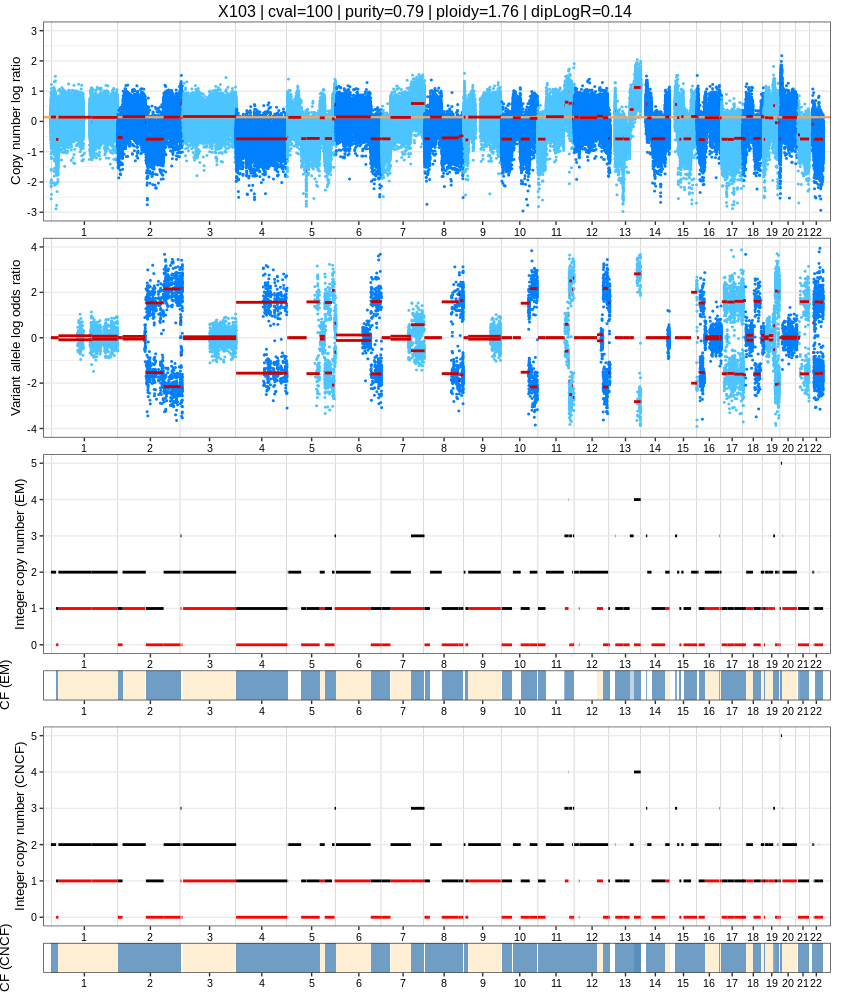 X103 | cval=100 | purity=0.79 | ploidy=1.76 | dipLogR=0.14
Copy number log ratio
3
2
1
0
-1
-2
-3
1 2 3 4 5 6 7 8 9 10 11 12 13 14 15 16 17 18 19 20 21 22
Variant allele log odds ratio
4
2
0
-2
-4
1 2 3 4 5 6 7 8 9 10 11 12 13 14 15 16 17 18 19 20 21 22
Integer copy number (EM)
5
4
3
2
1
0
1 2 3 4 5 6 7 8 9 10 11 12 13 14 15 16 17 18 19 20 21 22
CF (EM)
1 2 3 4 5 6 7 8 9 10 11 12 13 14 15 16 17 18 19 20 21 22
Integer copy number (CNCF)
5
4
3
2
1
0
1 2 3 4 5 6 7 8 9 10 11 12 13 14 15 16 17 18 19 20 21 22
CF (CNCF)
1 2 3 4 5 6 7 8 9 10 11 12 13 14 15 16 17 18 19 20 21 22